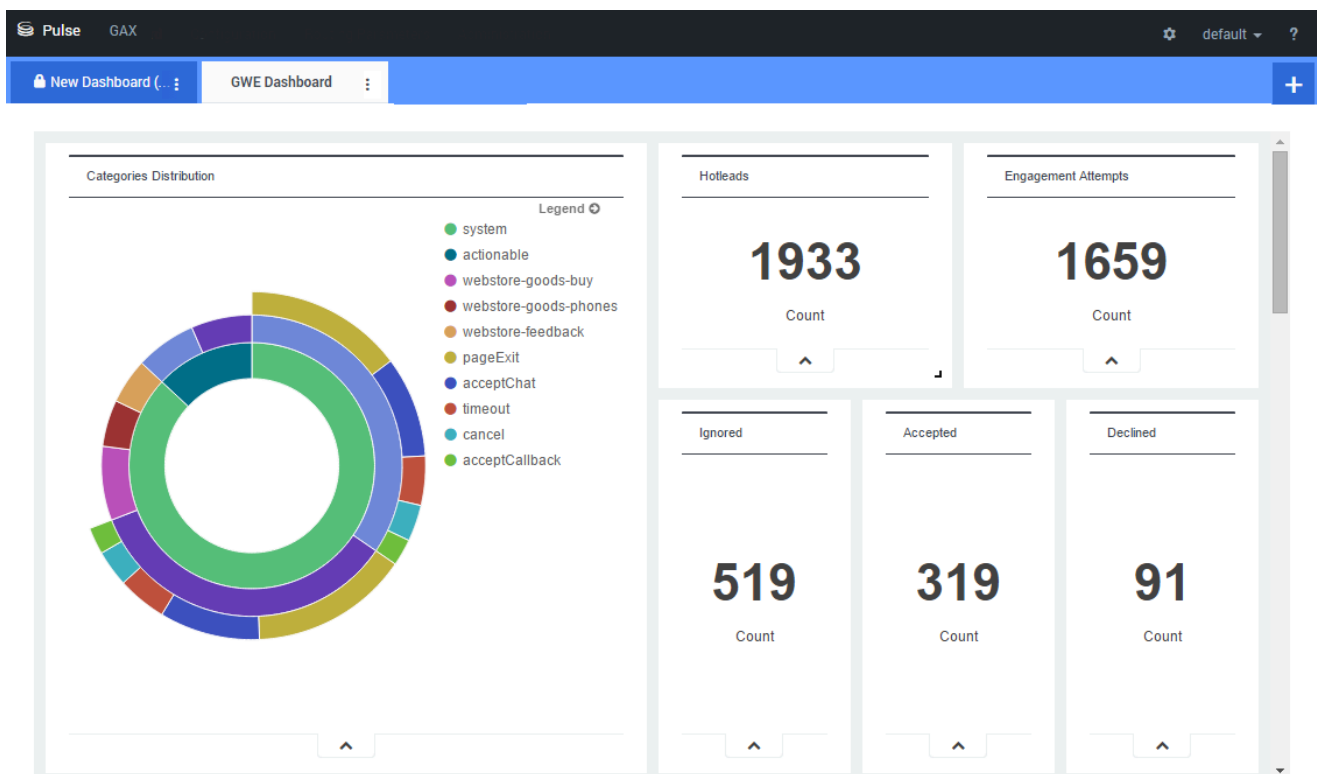 Pulse GAX default ?
New Dashboard (... GWE Dashboard +
Categories Distribution
Legend
system
actionable
webstore-goods-buy
webstore-goods-phones
webstore-feedback
pageExit
acceptChat
timeout
cancel
acceptCallback
Hotleads
1933
Count
Engagement Attempts
1659
Count
Ignored
519
Count
Accepted
319
Count
Declined
91
Count